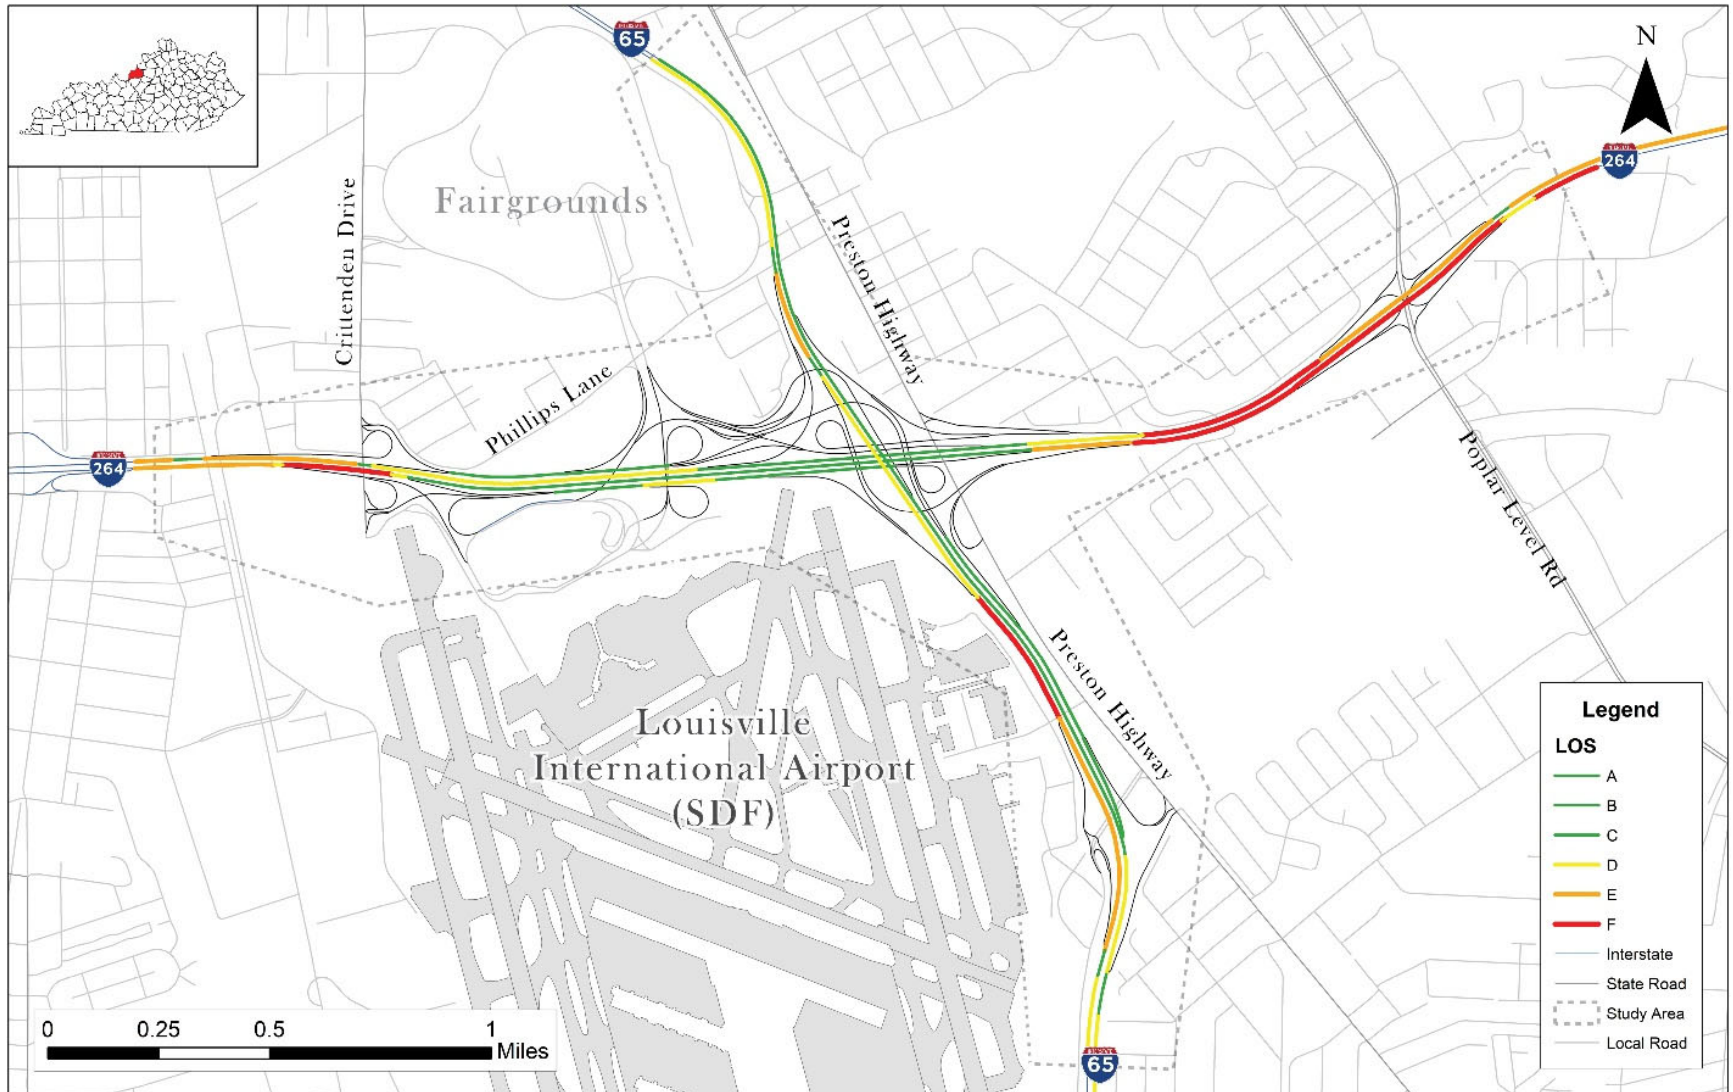 65
N
264
Fairgrounds
Crittenden Drive
Preston Highway
Phillips Lane
264
Poplar Level Rd
Preston Highway
Louisville
International Airport
(SDF)
Legend
LOS
A
B
C
D
E
F
Interstate
State Road
Study Area
Local Road
0 0.25 0.5 1
Miles
65